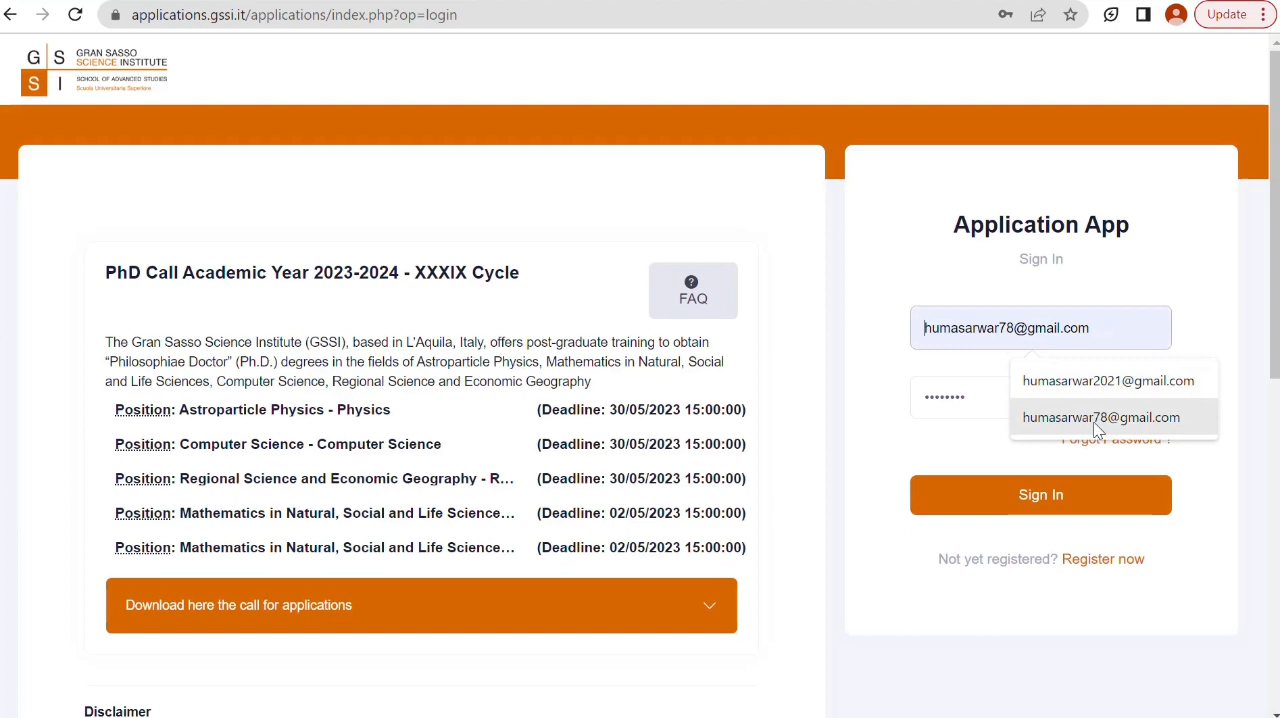 applications.gssi.it/applications/index.php?op=login
Update
G S
S I
GRAN SASSO
SCIENCE INSTITUTE
SCHOOL OF ADVANCED STUDIES
Scuola Universitaria Superiore
PhD Call Academic Year 2023-2024 - XXXIX Cycle
FAQ
The Gran Sasso Science Institute (GSSI), based in L'Aquila, Italy, offers post-graduate training to obtain
“Philosophiae Doctor” (Ph.D.) degrees in the fields of Astroparticle Physics, Mathematics in Natural, Social
and Life Sciences, Computer Science, Regional Science and Economic Geography
Position: Astroparticle Physics - Physics (Deadline: 30/05/2023 15:00:00)
Position: Computer Science - Computer Science (Deadline: 30/05/2023 15:00:00)
Position: Regional Science and Economic Geography - R... (Deadline: 30/05/2023 15:00:00)
Position: Mathematics in Natural, Social and Life Science... (Deadline: 02/05/2023 15:00:00)
Position: Mathematics in Natural, Social and Life Science... (Deadline: 02/05/2023 15:00:00)
Download here the call for applications
Disclaimer
Application App
Sign In
humasarwar78@gmail.com
humasarwar2021@gmail.com
••••••••
humasarwar78@gmail.com
Forgot Password ?
Sign In
Not yet registered? Register now